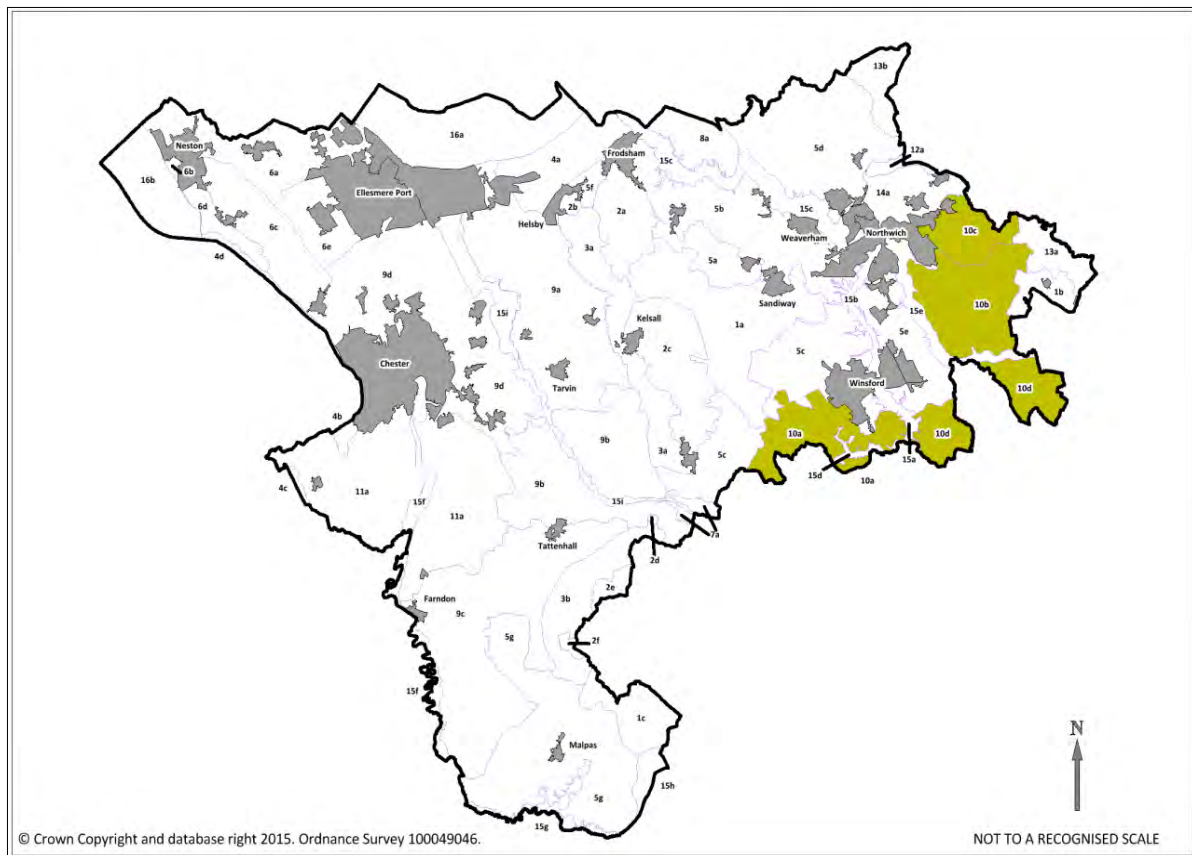 13b
16a
8a
5d
12a
Neston
Frodsham
4a
15c
6a
16b
6b
Ellesmere Port
5f
14a
2b
6d
2a
5b
15c
Helsby
Weaverham
Northwich
10c
6c
3a
6e
4d
13a
5a
9d
9a
Sandiway
15b
10b
1b
15i
15e
Kelsall
1a
5e
2c
5c
Chester
Winsford
9d
Tarvin
10d
4b
10a
10d
9b
3a
5c
15a
15d
10a
4c
11a
9b
15f
15i
11a
7a
Tattenhall
2d
2e
3b
Farndon
9c
5g
2f
15f
1c
N
Malpas
15h
5g
15g
© Crown Copyright and database right 2015. Ordnance Survey 100049046.
NOT TO A RECOGNISED SCALE